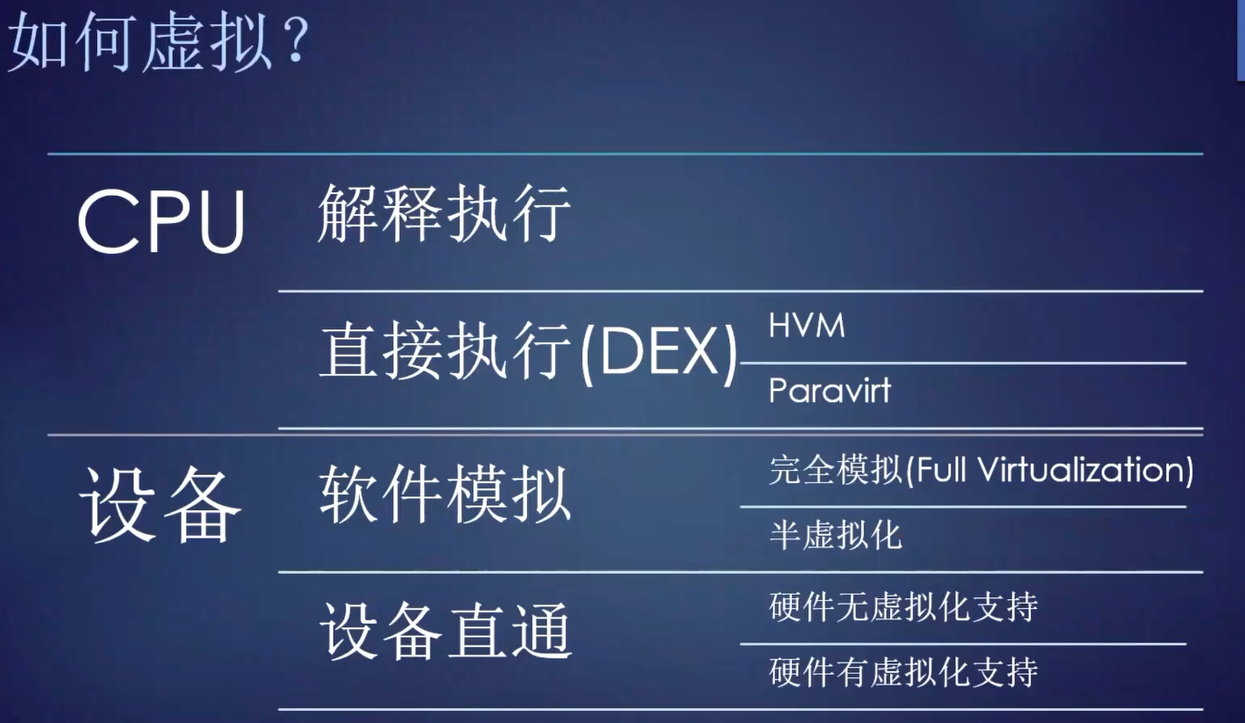 如何虚拟？
CPU
解释执行
直接执行(DEX)
HVM
Paravirt
设备
软件模拟
完全模拟(Full Virtualization)
半虚拟化
设备直通
硬件无虚拟化支持
硬件有虚拟化支持